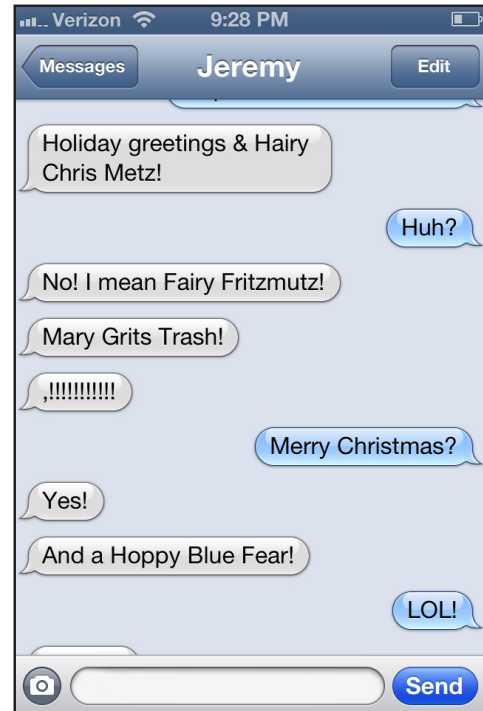 Verizon 9:28 PM
Messages Jeremy Edit
Holiday greetings & Hairy
Chris Metz!
Huh?
No! I mean Fairy Fritzmutz!
Mary Grits Trash!
,!!!!!!!!!!!
Merry Christmas?
Yes!
And a Hoppy Blue Fear!
LOL!
Send